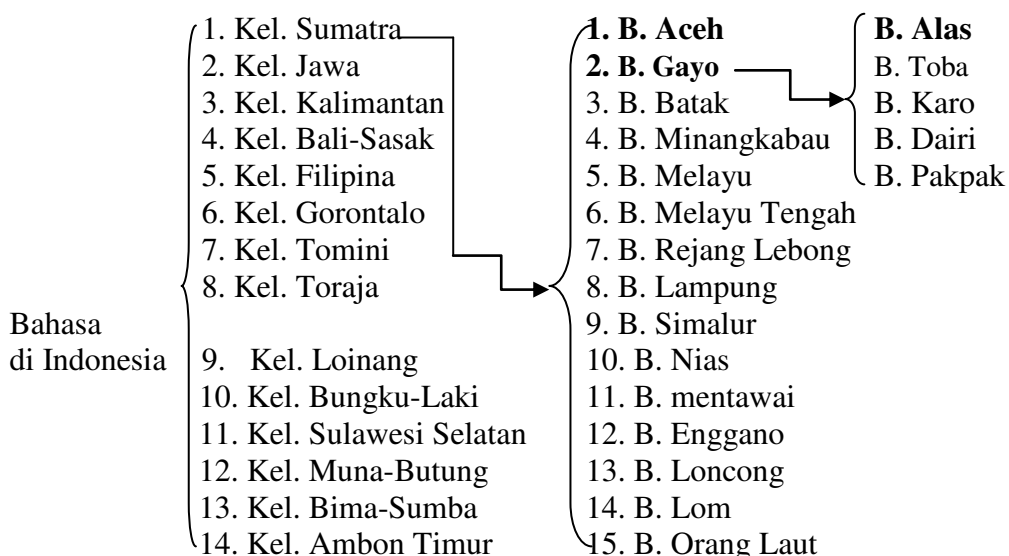 1. Kel. Sumatra
2. Kel. Jawa
3. Kel. Kalimantan
4. Kel. Bali-Sasak
5. Kel. Filipina
6. Kel. Gorontalo
7. Kel. Tomini
8. Kel. Toraja
Bahasa
di Indonesia
9. Kel. Loinang
10. Kel. Bungku-Laki
11. Kel. Sulawesi Selatan
12. Kel. Muna-Butung
13. Kel. Bima-Sumba
14. Kel. Ambon Timur
1. B. Aceh
2. B. Gayo
3. B. Batak
4. B. Minangkabau
5. B. Melayu
6. B. Melayu Tengah
7. B. Rejang Lebong
8. B. Lampung
9. B. Simalur
10. B. Nias
11. B. mentawai
12. B. Enggano
13. B. Loncong
14. B. Lom
15. B. Orang Laut
B. Alas
B. Toba
B. Karo
B. Dairi
B. Pakpak